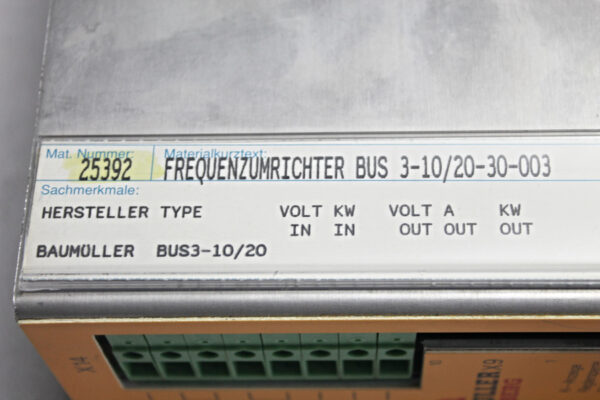 Mat. Nummer: Materialkurztext:
25392 FREQUENZUMRICHTER BUS 3-10/20-30-003
Sachmerkmale:
HERSTELLER TYPE VOLT KW VOLT A KW
IN IN OUT OUT OUT
BAUMÜLLER BUS3-10/20
X*A
X9